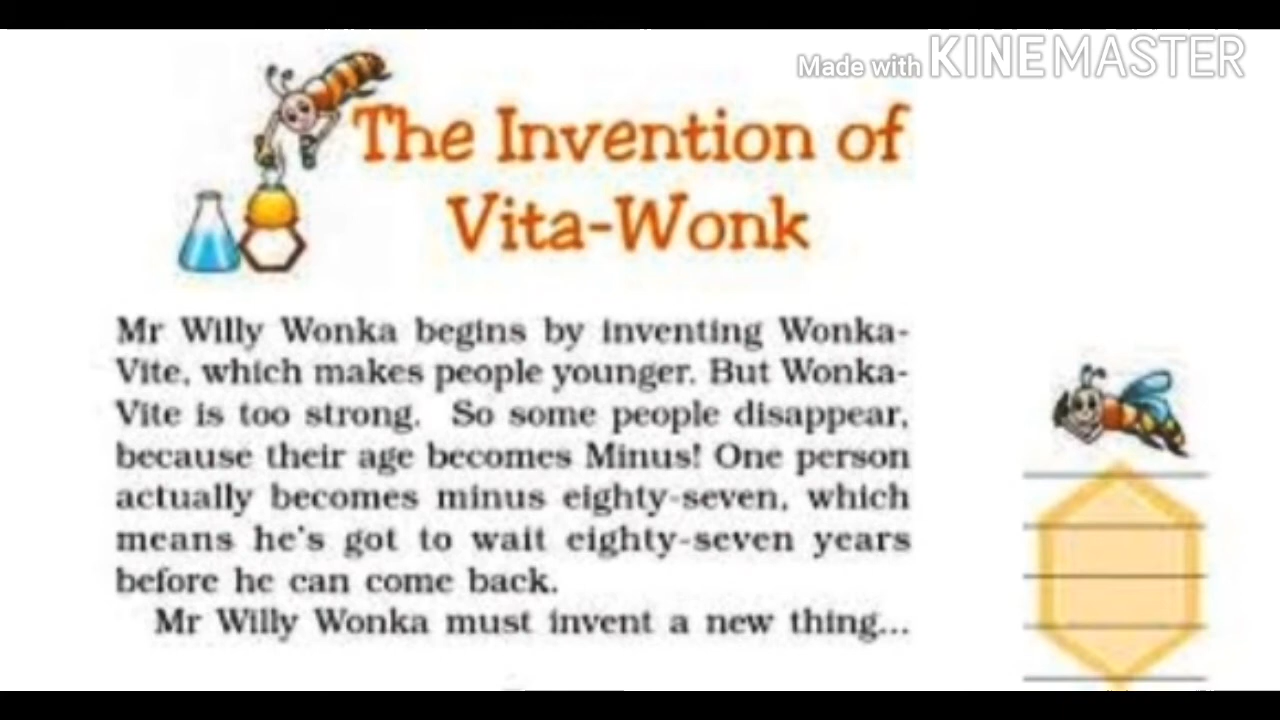 Made with KINEMASTER
The Invention of
Vita-Wonk
Mr Willy Wonka begins by inventing Wonka-
Vite, which makes people younger. But Wonka-
Vite is too strong. So some people disappear,
because their age becomes Minus! One person
actually becomes minus eighty-seven, which
means he's got to wait eighty-seven years
before he can come back.
Mr Willy Wonka must invent a new thing...